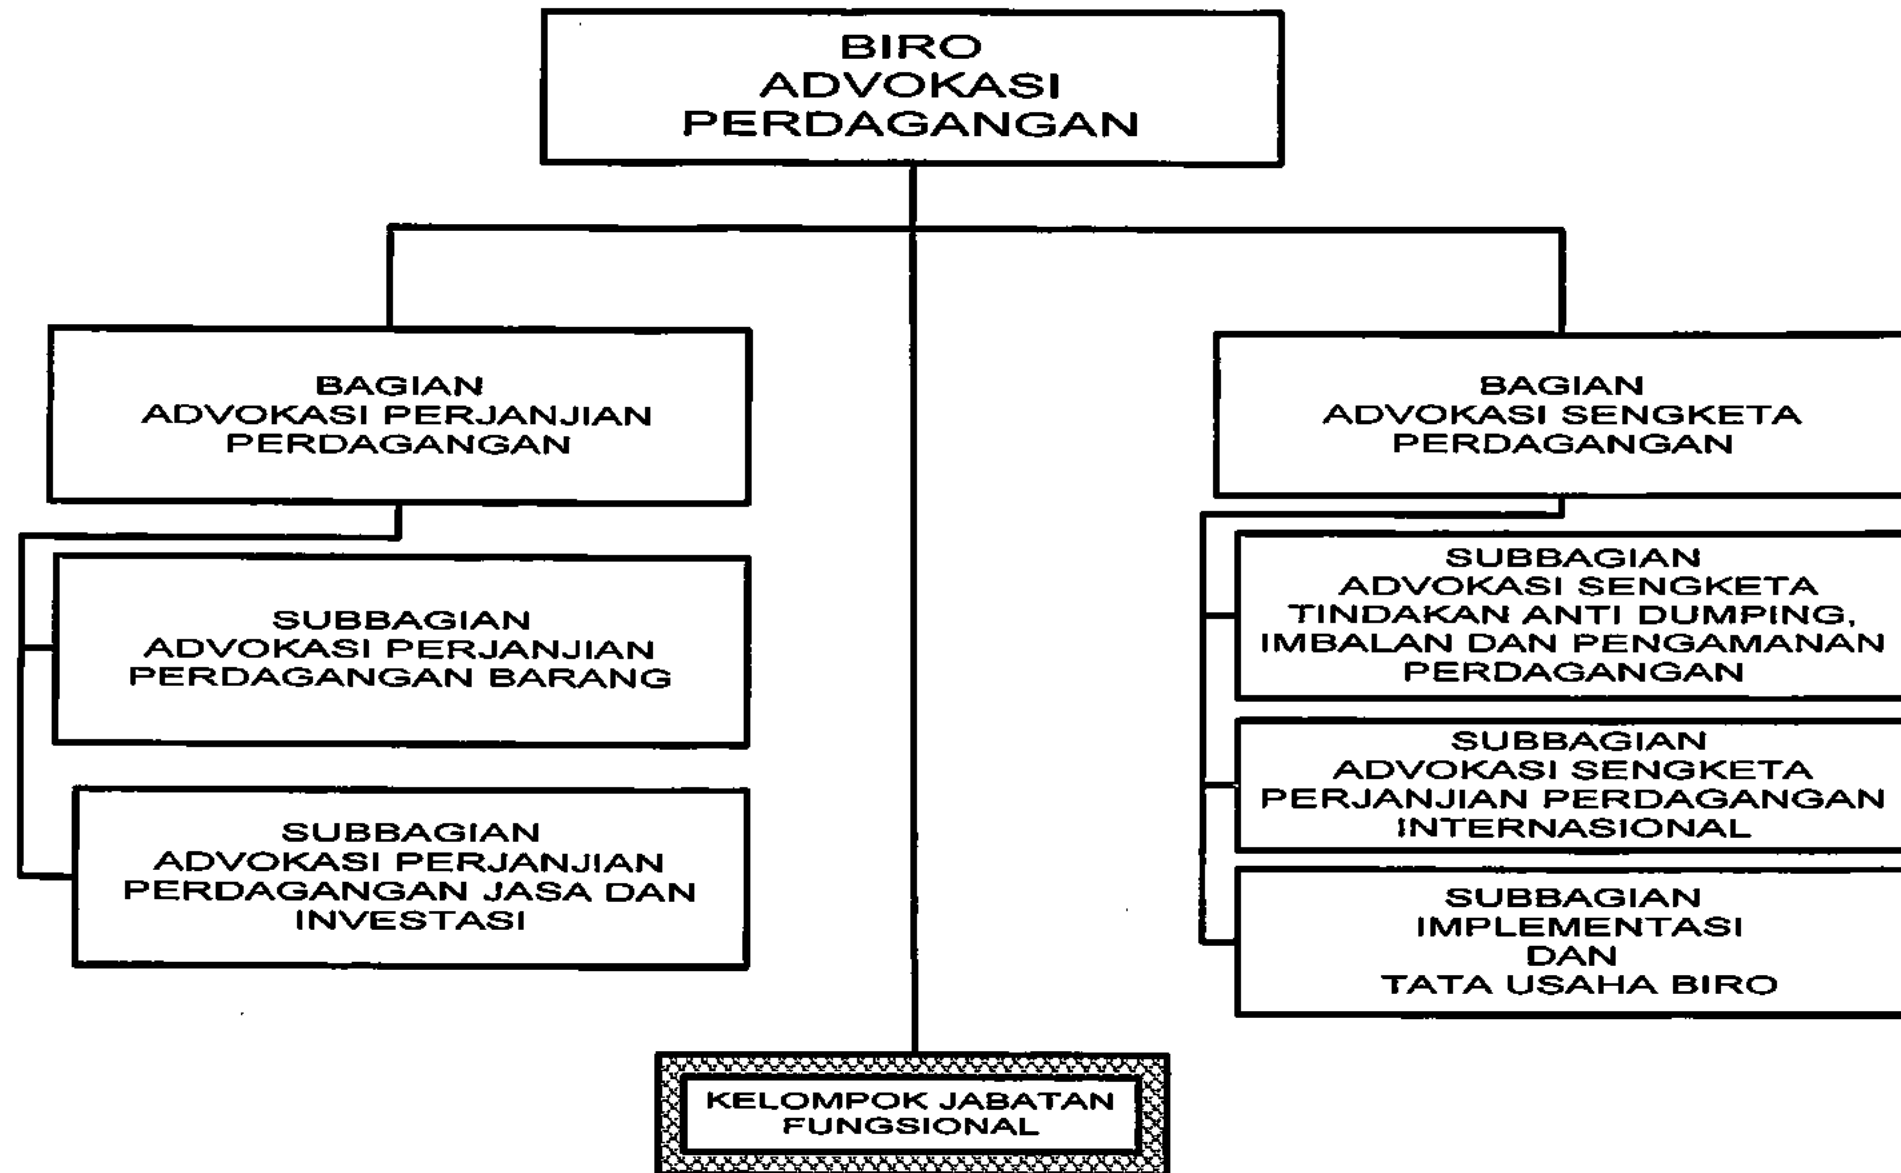 BIRO
ADVOKASI
PERDAGANGAN
BAGIAN
ADVOKASI PERJANJIAN
PERDAGANGAN
SUBBAGIAN
ADVOKASI PERJANJIAN
PERDAGANGAN BARANG
SUBBAGIAN
ADVOKASI PERJANJIAN
PERDAGANGAN JASA DAN
INVESTASI
BAGIAN
ADVOKASI SENGKETA
PERDAGANGAN
SUBBAGIAN
ADVOKASI SENGKETA
TINDAKAN ANTI DUMPING,
IMBALAN DAN PENGAMANAN
PERDAGANGAN
SUBBAGIAN
ADVOKASI SENGKETA
PERJANJIAN PERDAGANGAN
INTERNASIONAL
SUBBAGIAN
IMPLEMENTASI
DAN
TATA USAHA BIRO
KELOMPOK JABATAN
FUNGSIONAL